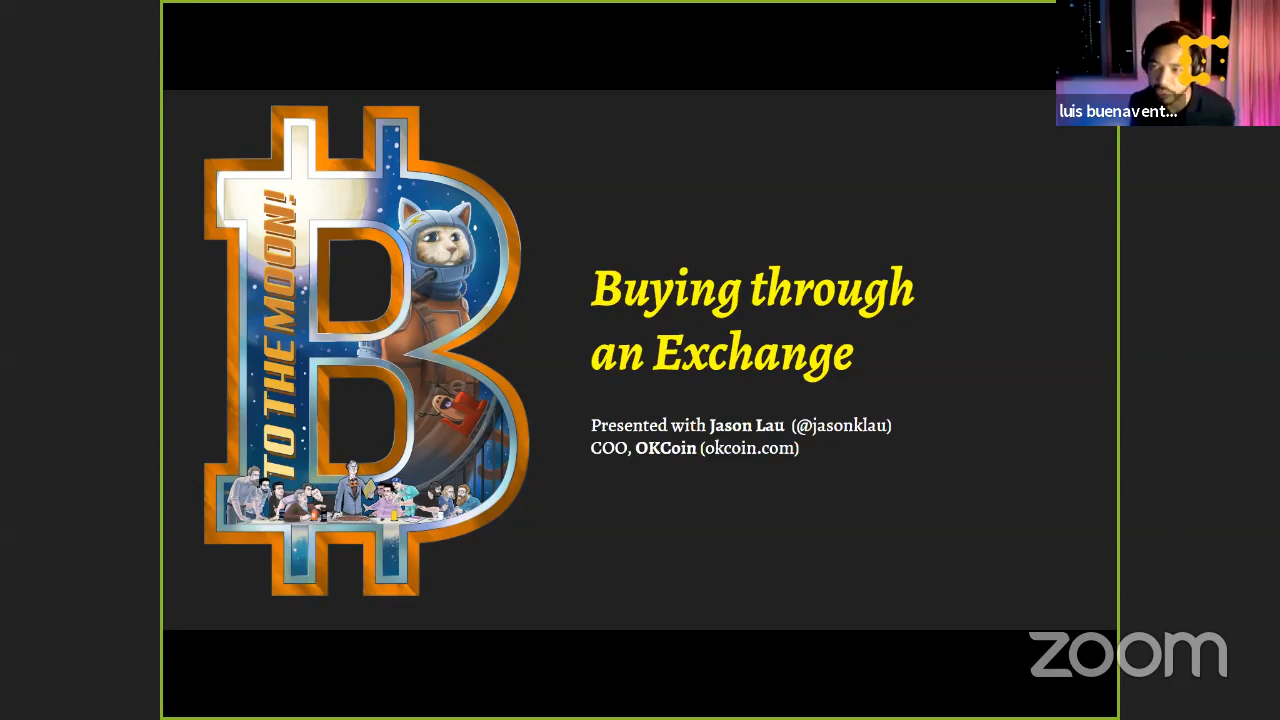 luis buenavent...
TO THE MOON!
Buying through
an Exchange
Presented with Jason Lau (@jasonklau)
COO, OKCoin (okcoin.com)
zoom